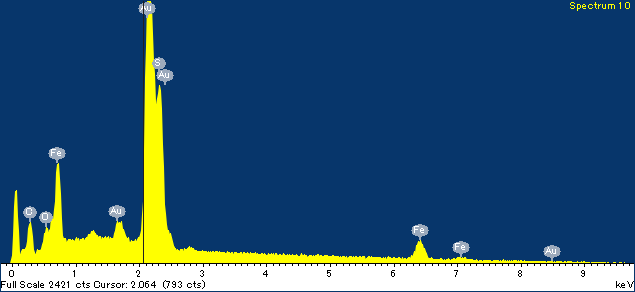 Spectrum 10
Au
S
Au
Fe
C
O
Au
Fe
Fe
Au
0 1 2 3 4 5 6 7 8 9
Full Scale 2421 cts Cursor: 2.064 (793 cts) keV